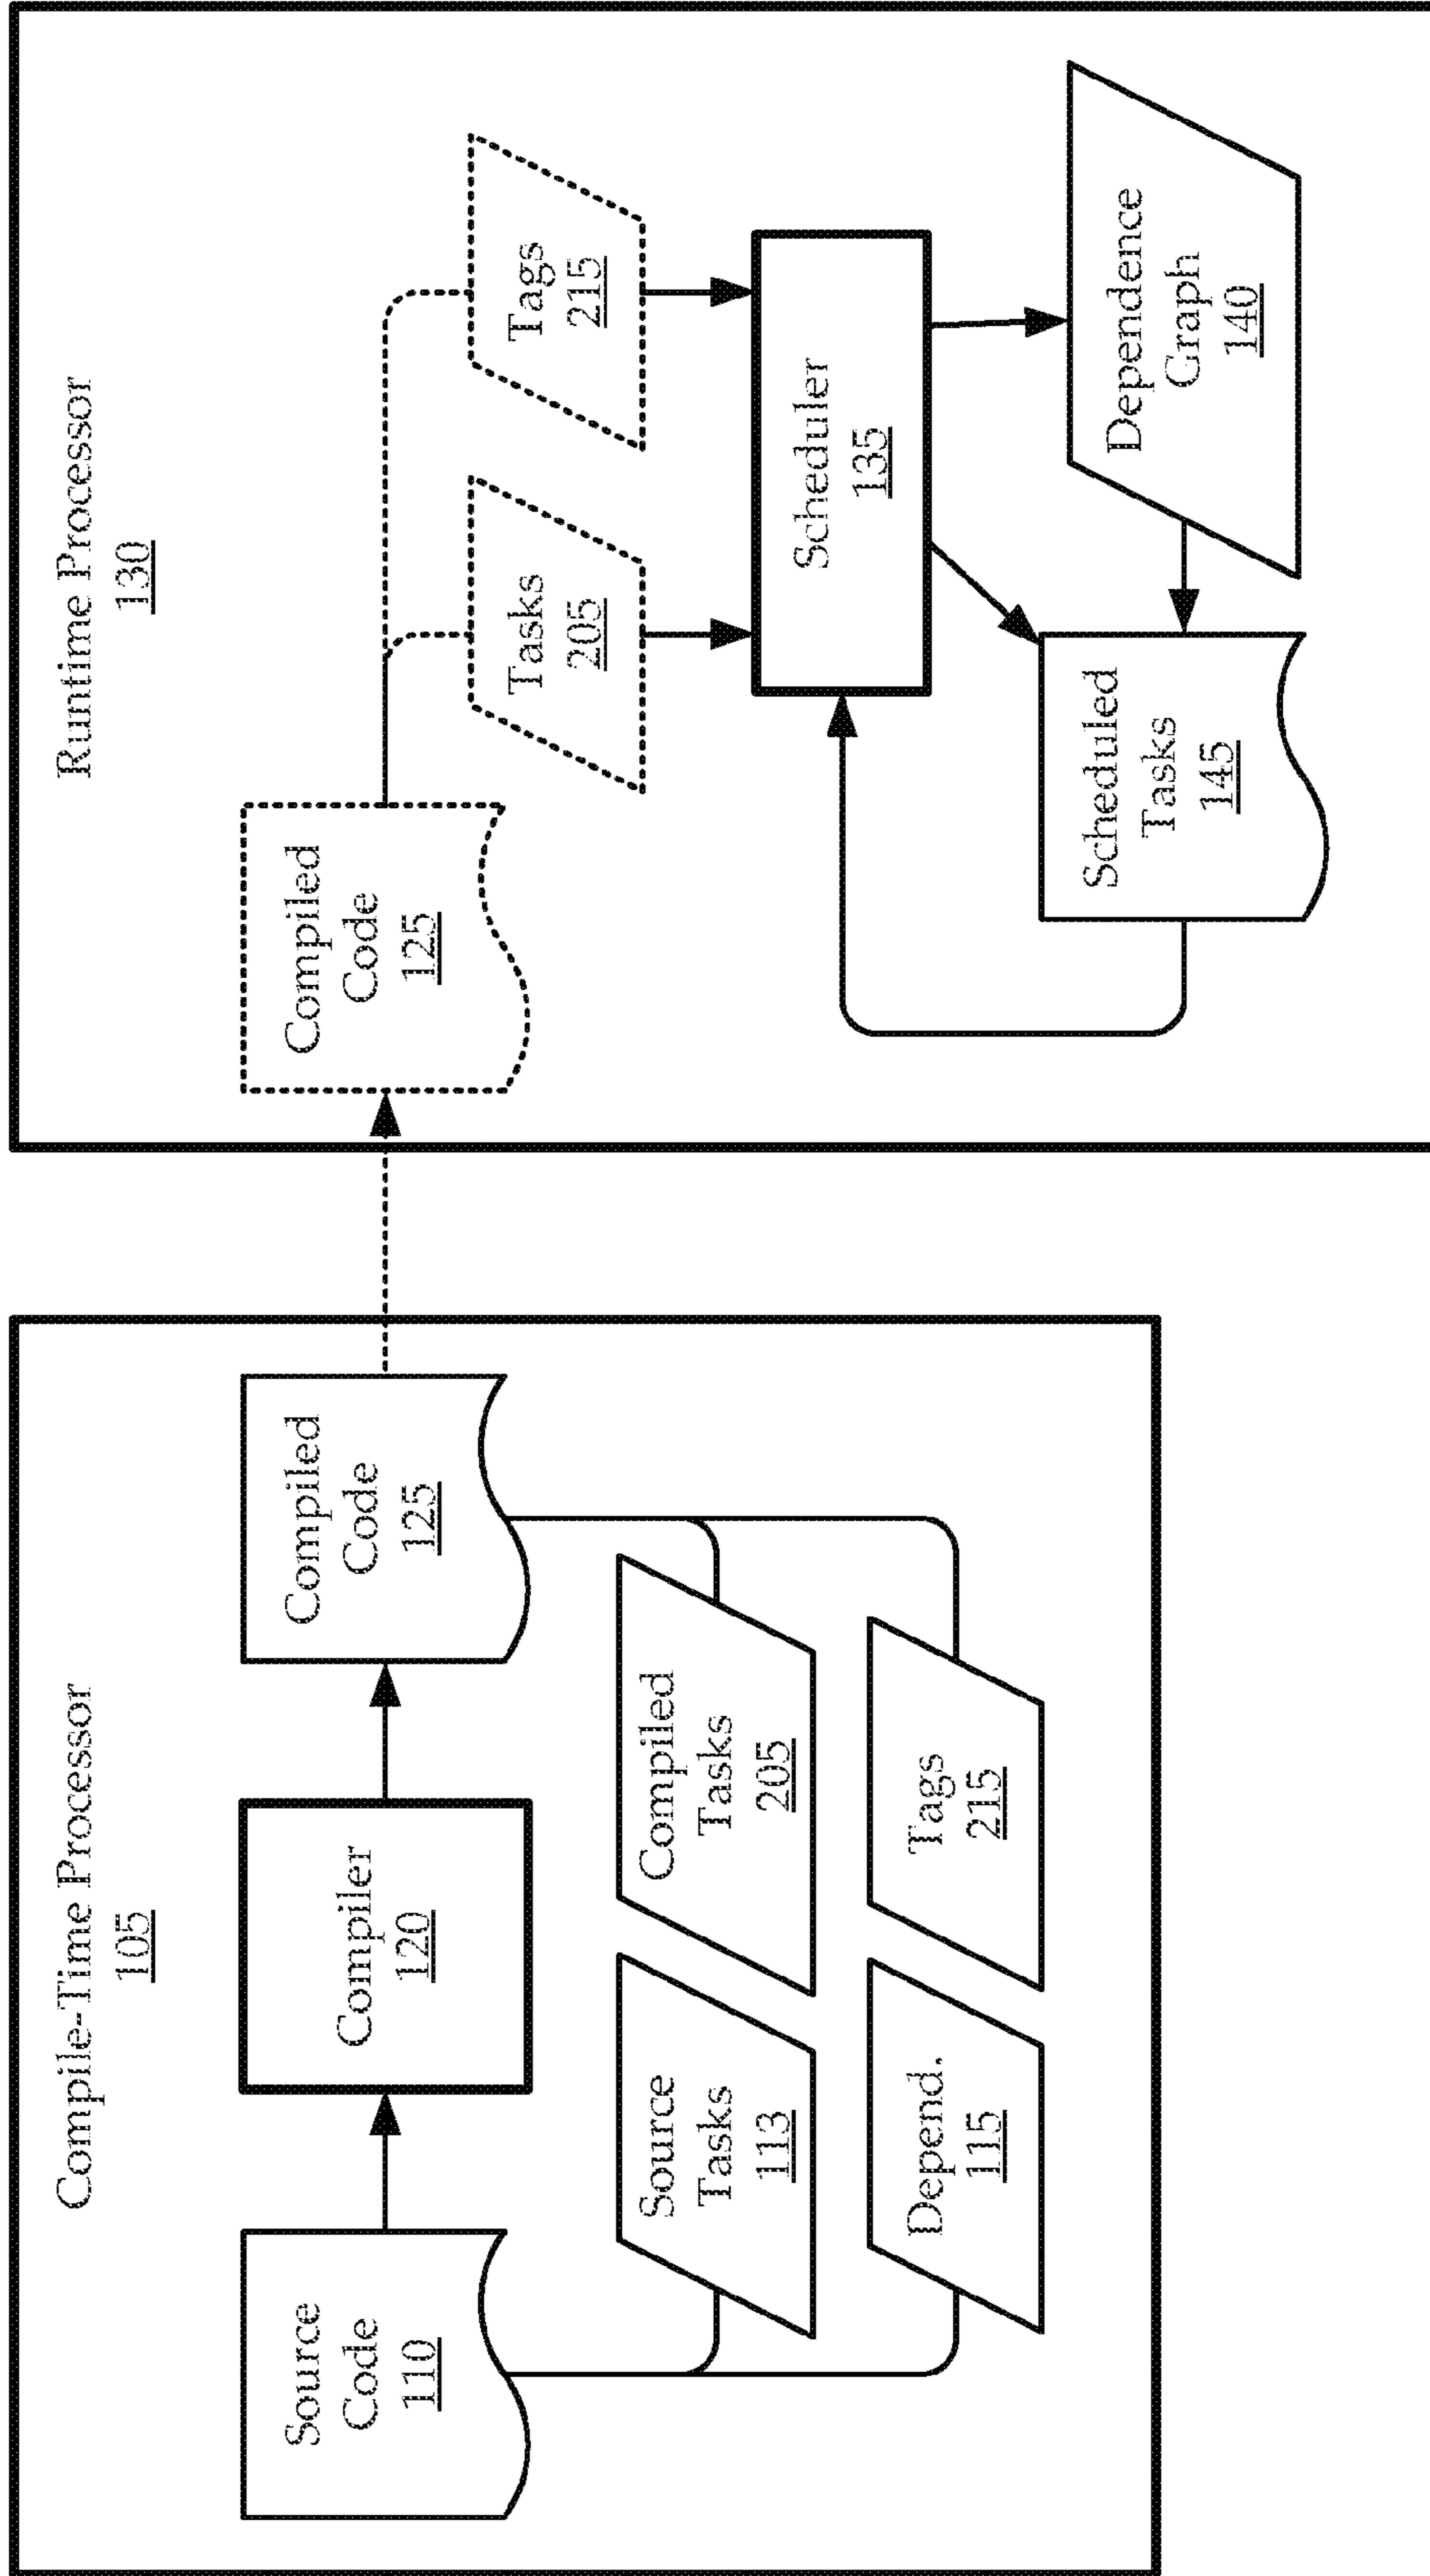 Compile-Time Processor
105
Source
Code
110
Compiler
120
Compiled
Code
125
Source
Tasks
113
Compiled
Tasks
205
Depend.
115
Tags
215
Runtime Processor
130
Compiled
Code
125
Tasks
205
Tags
215
Scheduler
135
Scheduled
Tasks
145
Dependence
Graph
140